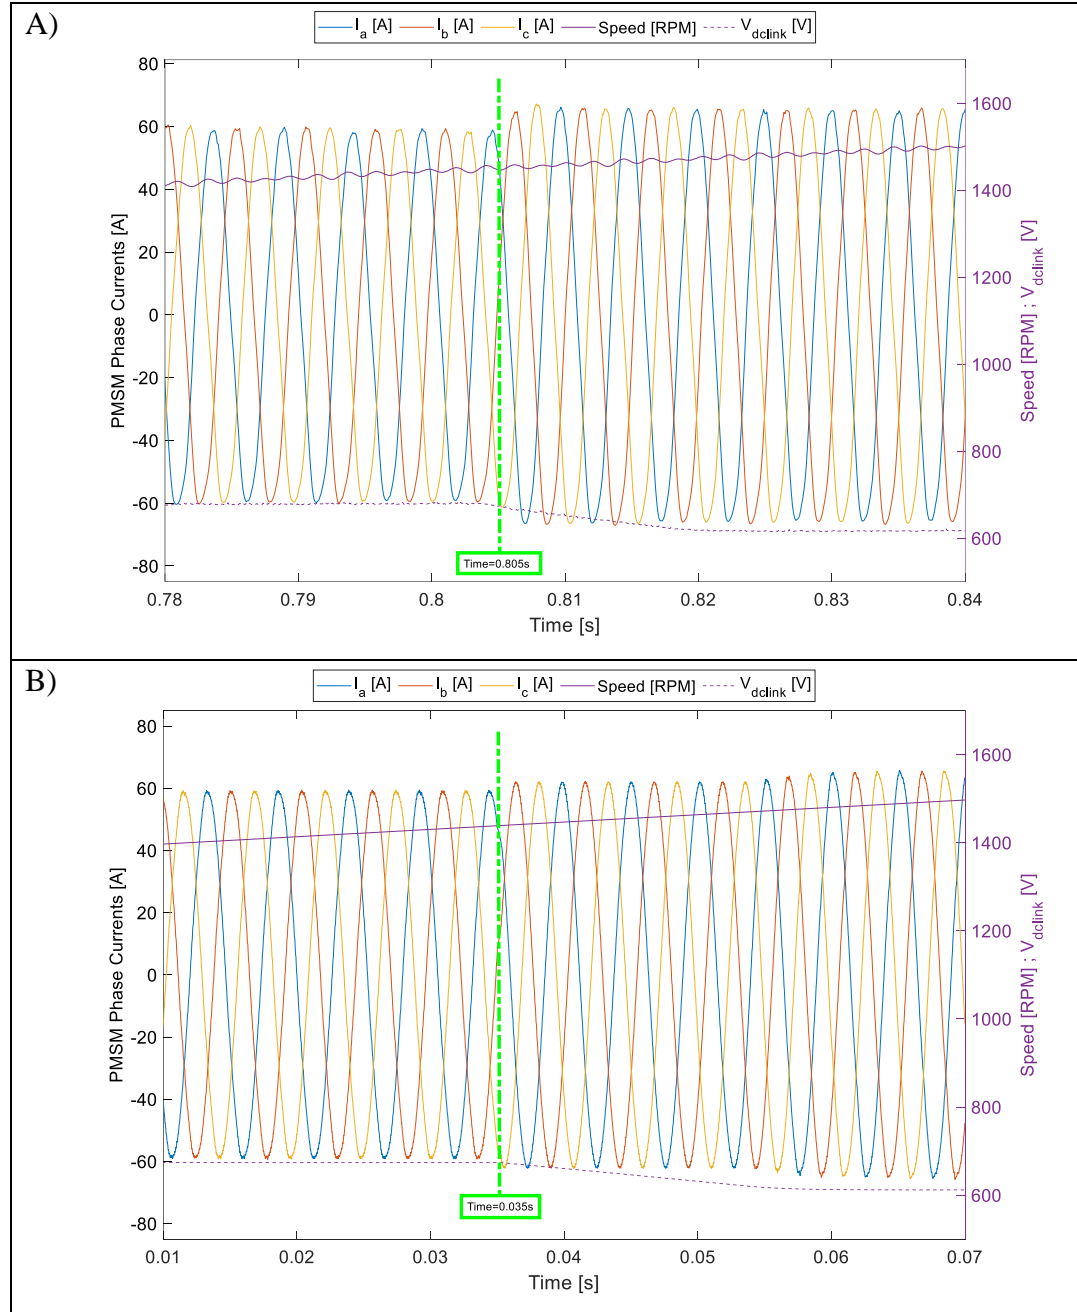 A)
I_a [A] I_b [A] I_c [A] Speed [RPM] V_dclink [V]
80
60
40
20
0
-20
-40
-60
-80
PMSM Phase Currents [A]
1600
1400
1200
1000
800
600
Speed [RPM] ; V_dclink [V]
Time=0.805s
0.78 0.79 0.8 0.81 0.82 0.83 0.84
Time [s]
B)
I_a [A] I_b [A] I_c [A] Speed [RPM] V_dclink [V]
80
60
40
20
0
-20
-40
-60
-80
PMSM Phase Currents [A]
1600
1400
1200
1000
800
600
Speed [RPM] ; V_dclink [V]
Time=0.035s
0.01 0.02 0.03 0.04 0.05 0.06 0.07
Time [s]